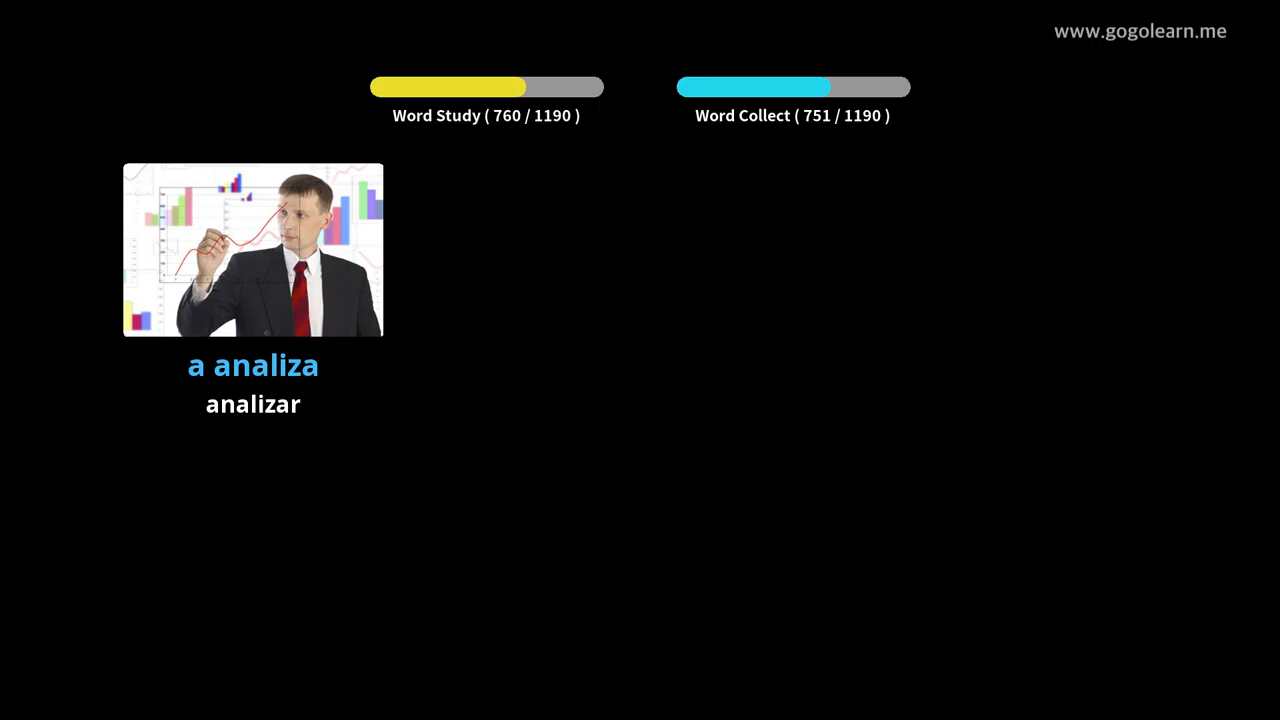 www.gogolearn.me
Word Study ( 760 / 1190 )
Word Collect ( 751 / 1190 )
a analiza
analizar